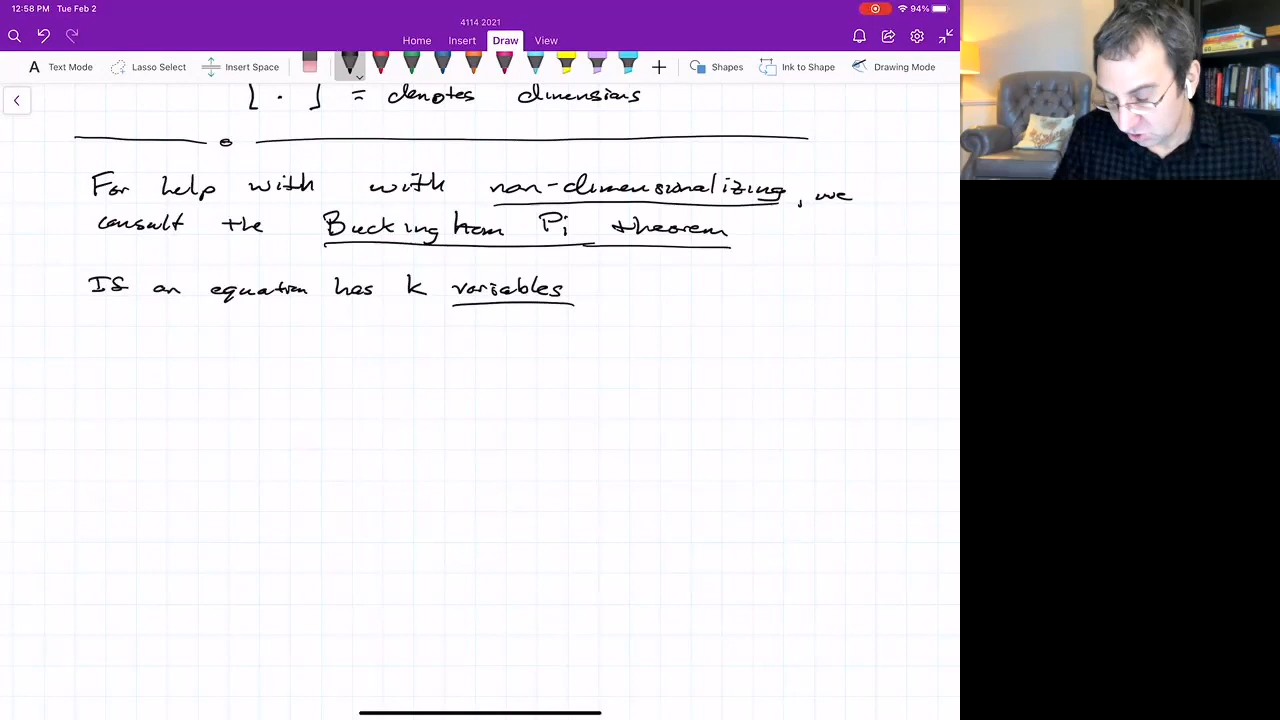 12:58 PM Tue Feb 2
94%
4114 2021
Home Insert Draw View
Text Mode Lasso Select Insert Space Shapes Ink to Shape Drawing Mode
[ · ] = denotes dimensions
For help with with non-dimensionalizing, we
consult the Buckingham Pi theorem
If an equation has k variables